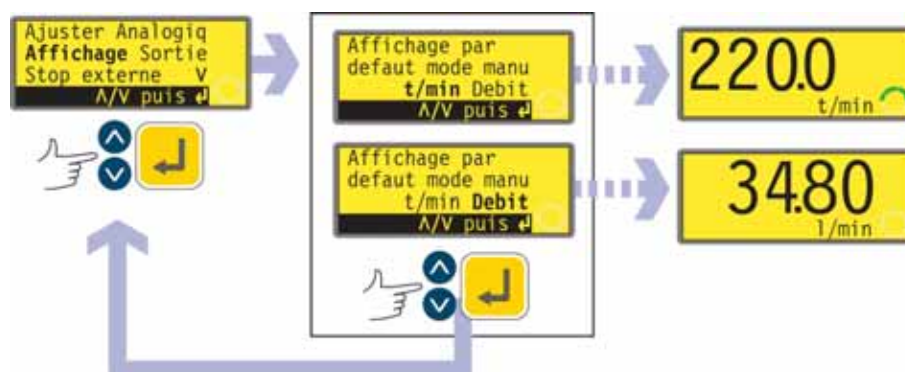 Ajuster Analogiq
Affichage Sortie
Stop externe V
Λ/V puis ↲
Affichage par
defaut mode manu
t/min Debit
Λ/V puis ↲
220.0
t/min
Affichage par
defaut mode manu
t/min Debit
Λ/V puis ↲
34.80
l/min